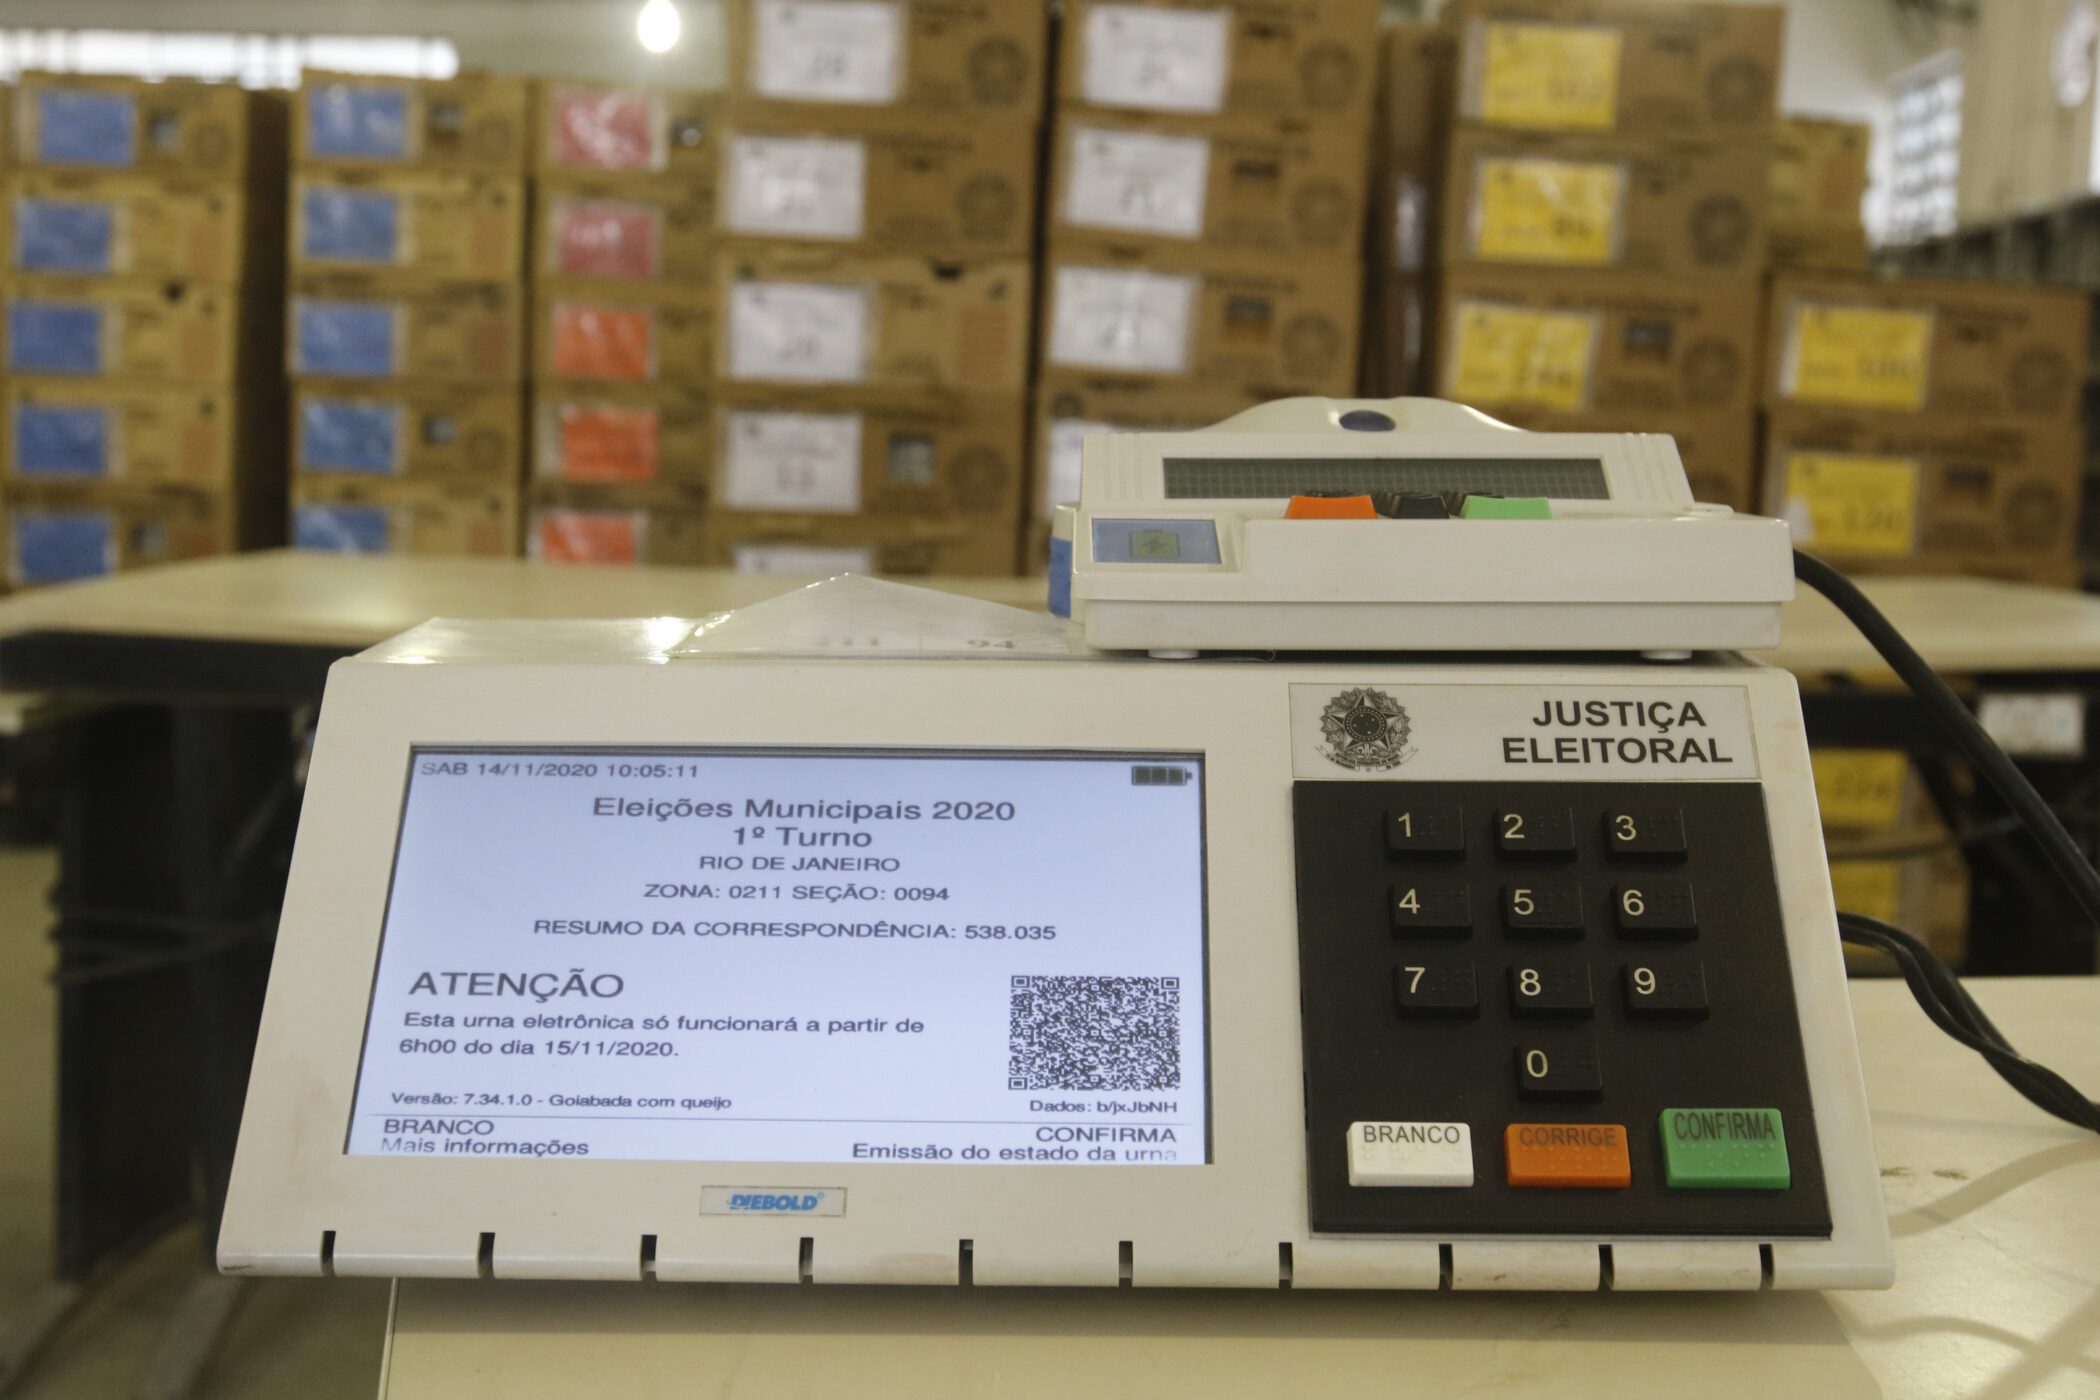 211 94
JUSTIÇA
ELEITORAL
SAB 14/11/2020 10:05:11
Eleições Municipais 2020
1º Turno
RIO DE JANEIRO
ZONA: 0211 SEÇÃO: 0094
RESUMO DA CORRESPONDÊNCIA: 538.035
ATENÇÃO
Esta urna eletrônica só funcionará a partir de
6h00 do dia 15/11/2020.
Versão: 7.34.1.0 - Goiabada com queijo
Dados: b/jxJbNH
BRANCO
Mais informações
CONFIRMA
Emissão do estado da urna
DIEBOLD
1 2 3
4 5 6
7 8 9
0
BRANCO CORRIGE CONFIRMA